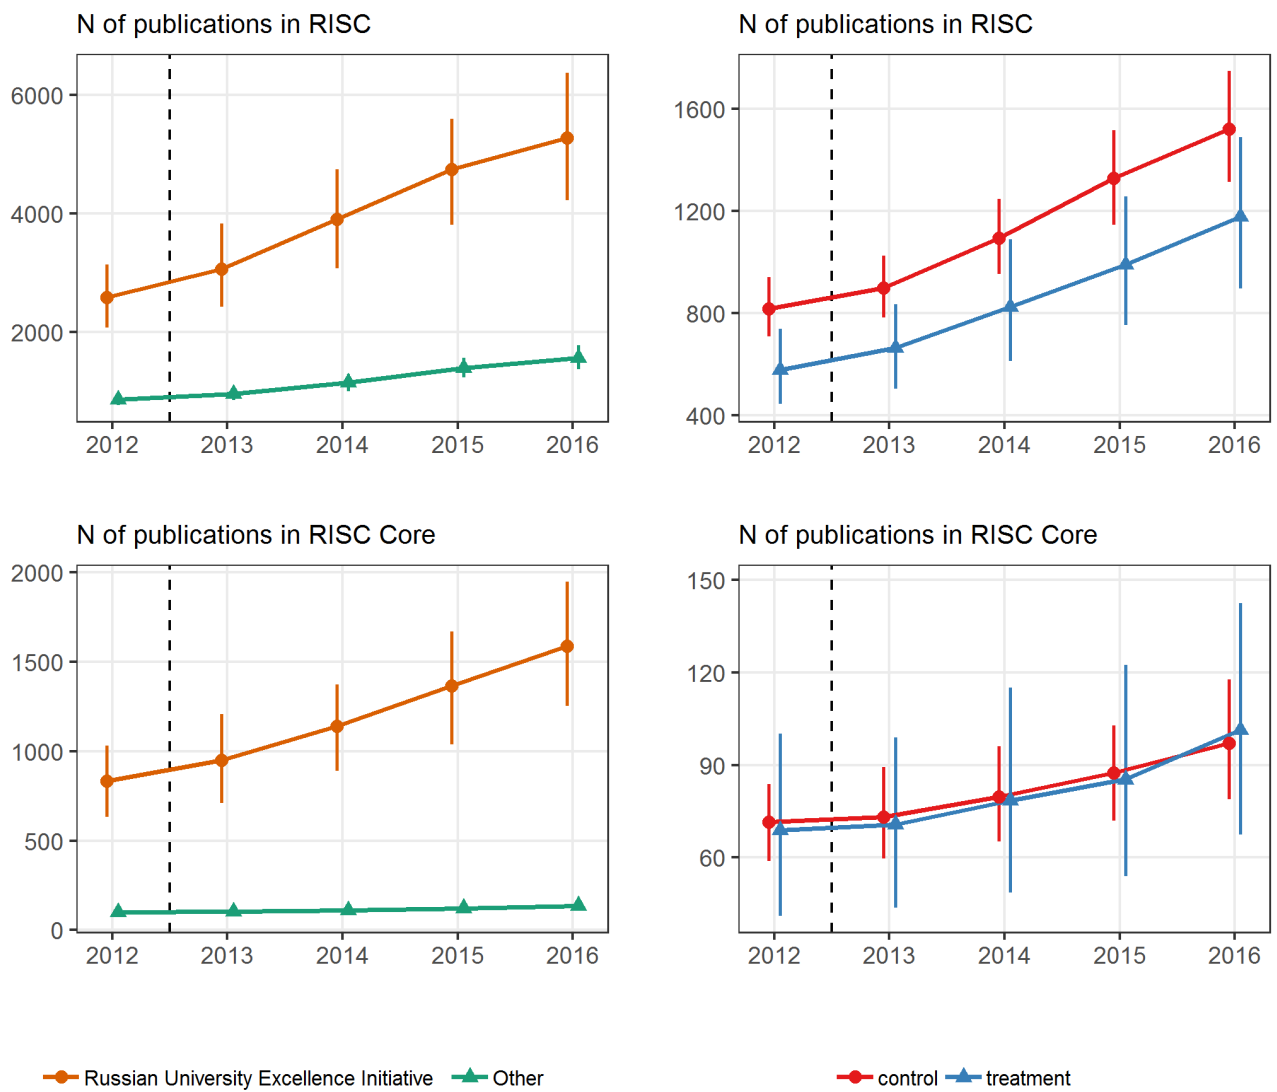 N of publications in RISC
6000
4000
2000
2012 2013 2014 2015 2016
N of publications in RISC
1600
1200
800
400
2012 2013 2014 2015 2016
N of publications in RISC Core
2000
1500
1000
500
0
2012 2013 2014 2015 2016
N of publications in RISC Core
150
120
90
60
2012 2013 2014 2015 2016
Russian University Excellence Initiative Other
control treatment